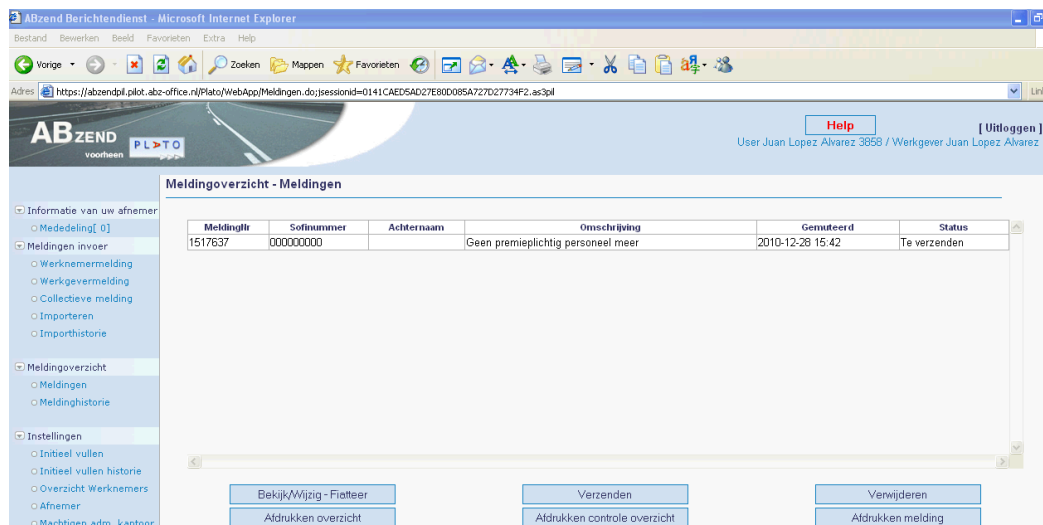 ABzend Berichtendienst - Microsoft Internet Explorer
Bestand Bewerken Beeld Favorieten Extra Help
Vorige Zoeken Mappen Favorieten
Adres https://abzendpil.pilot.abz-office.nl/Plato/WebApp/Meldingen.do;jsessionid=0141CAED5AD27E80D085A727D27734F2.as3pil
ABZEND
voorheen PLATO
Help [ Uitloggen ]
User Juan Lopez Alvarez 3858 / Werkgever Juan Lopez Alvarez
Meldingoverzicht - Meldingen
Informatie van uw afnemer
Mededeling[ 0]
Meldingen invoer
Werknemermelding
Werkgevermelding
Collectieve melding
Importeren
Importhistorie
Meldingoverzicht
Meldingen
Meldinghistorie
Instellingen
Initieel vullen
Initieel vullen historie
Overzicht Werknemers
Afnemer
Machtigen adm. kantoor
MeldingNr Sofinummer Achternaam Omschrijving Gemuteerd Status
1517637 000000000 Geen premieplichtig personeel meer 2010-12-28 15:42 Te verzenden
Bekijk/Wijzig - Fiatteer Verzenden Verwijderen
Afdrukken overzicht Afdrukken controle overzicht Afdrukken melding